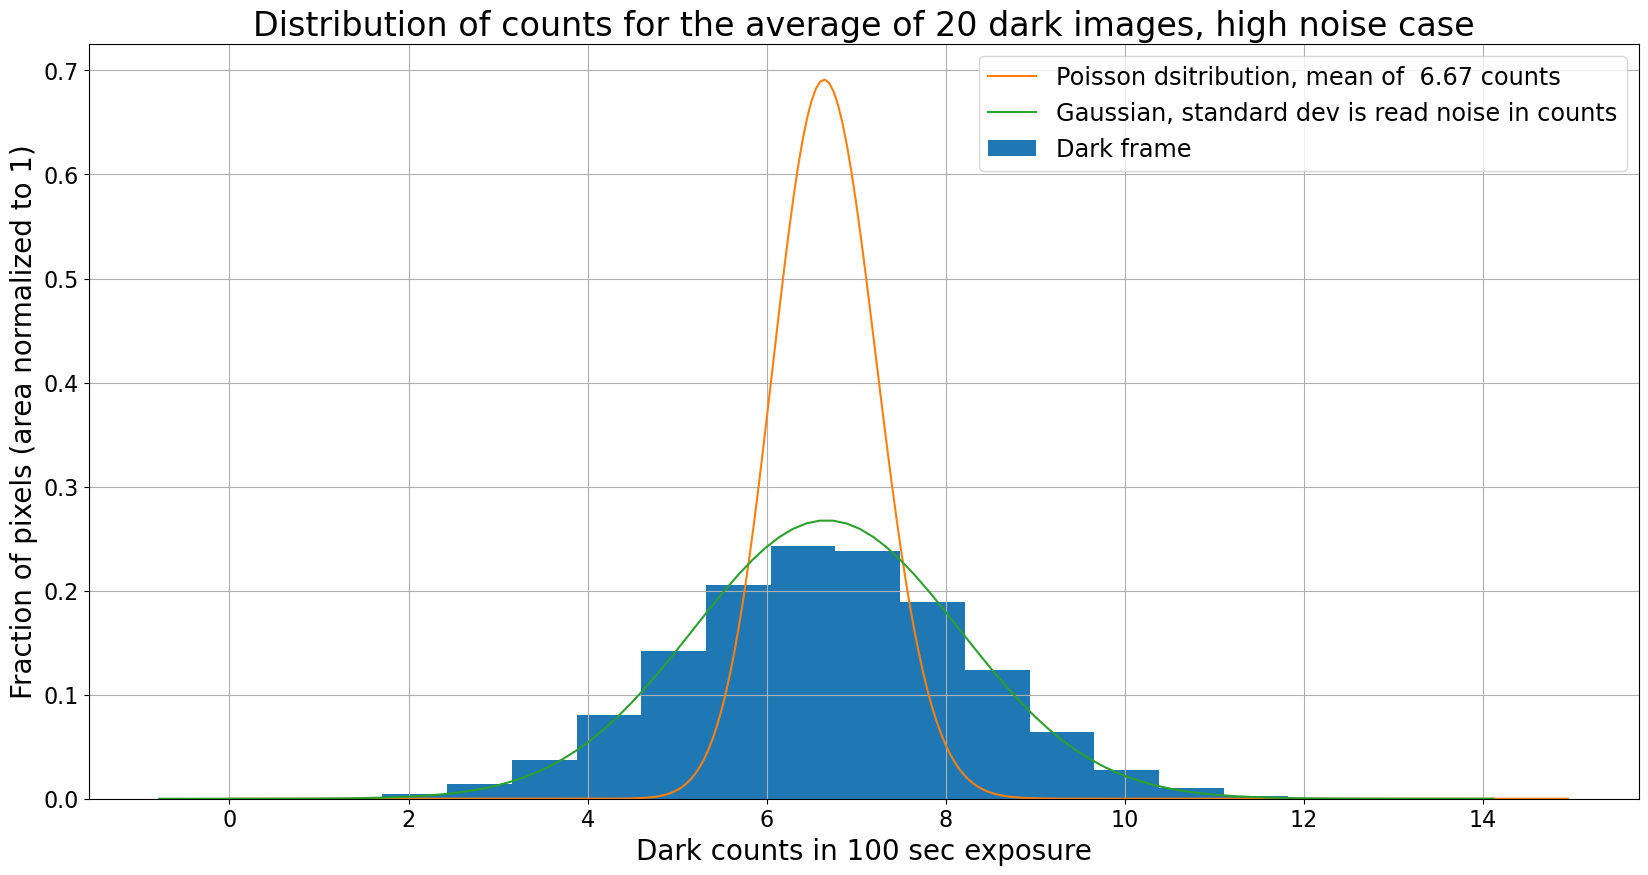 Distribution of counts for the average of 20 dark images, high noise case
Poisson dsitribution, mean of  6.67 counts
Gaussian, standard dev is read noise in counts
Dark frame
Fraction of pixels (area normalized to 1)
0.7
0.6
0.5
0.4
0.3
0.2
0.1
0.0
0 2 4 6 8 10 12 14
Dark counts in 100 sec exposure